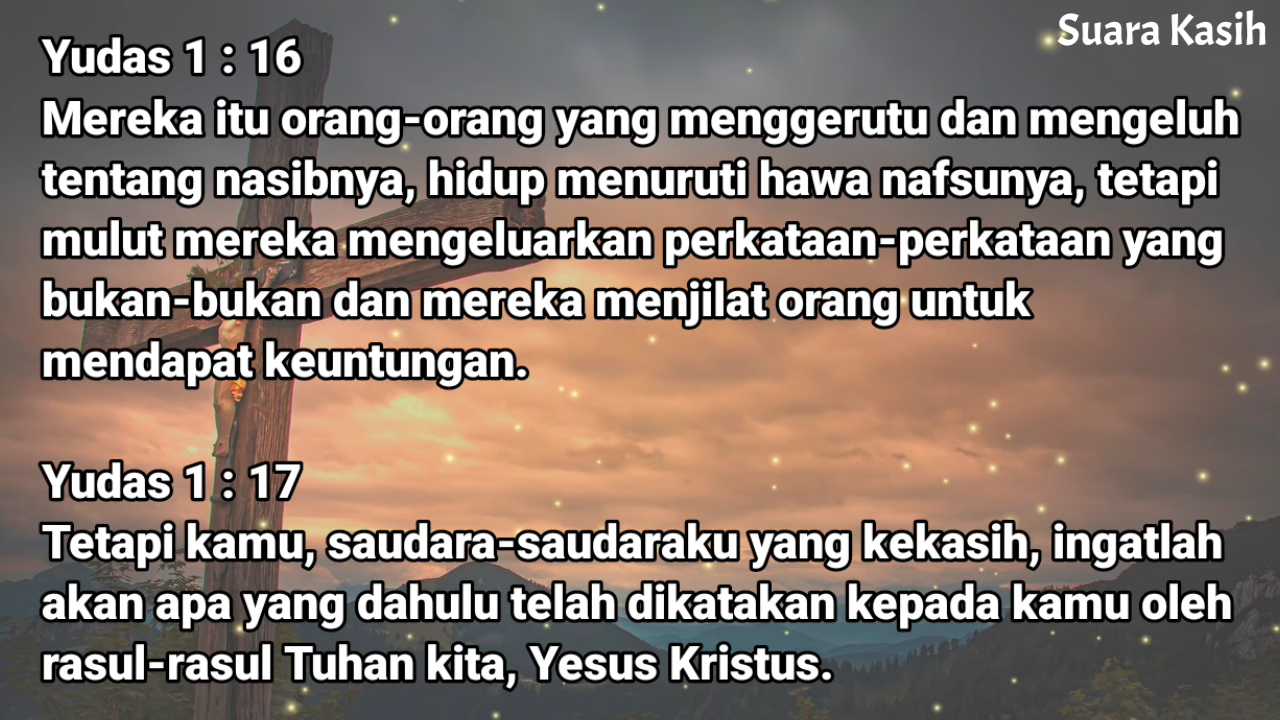 Suara Kasih
Yudas 1 : 16
Mereka itu orang-orang yang menggerutu dan mengeluh
tentang nasibnya, hidup menuruti hawa nafsunya, tetapi
mulut mereka mengeluarkan perkataan-perkataan yang
bukan-bukan dan mereka menjilat orang untuk
mendapat keuntungan.
Yudas 1 : 17
Tetapi kamu, saudara-saudaraku yang kekasih, ingatlah
akan apa yang dahulu telah dikatakan kepada kamu oleh
rasul-rasul Tuhan kita, Yesus Kristus.